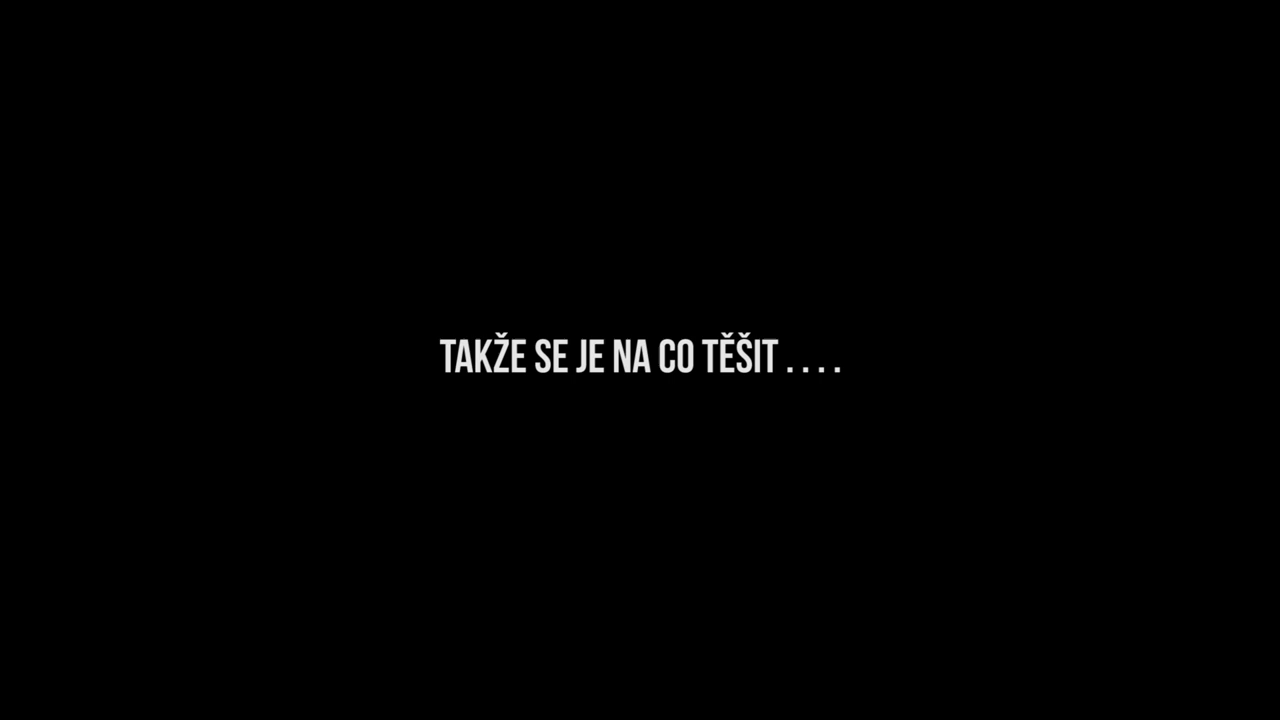 TAKŽE SE JE NA CO TĚŠIT . . . .